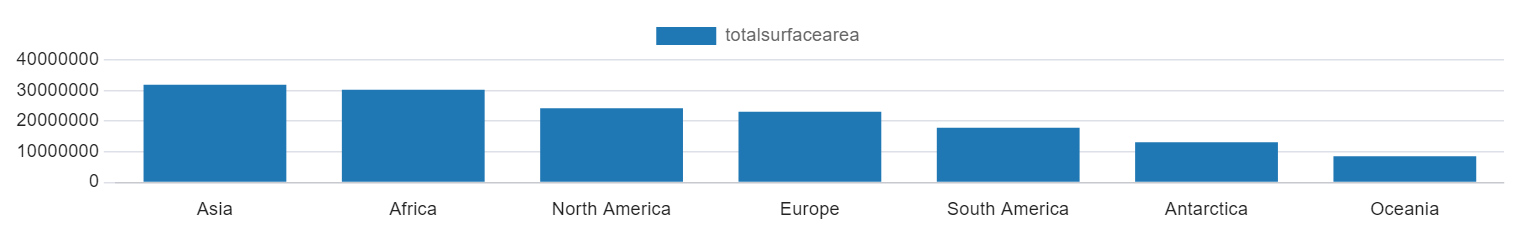 totalsurfacearea
40000000
30000000
20000000
10000000
0
Asia Africa North America Europe South America Antarctica Oceania